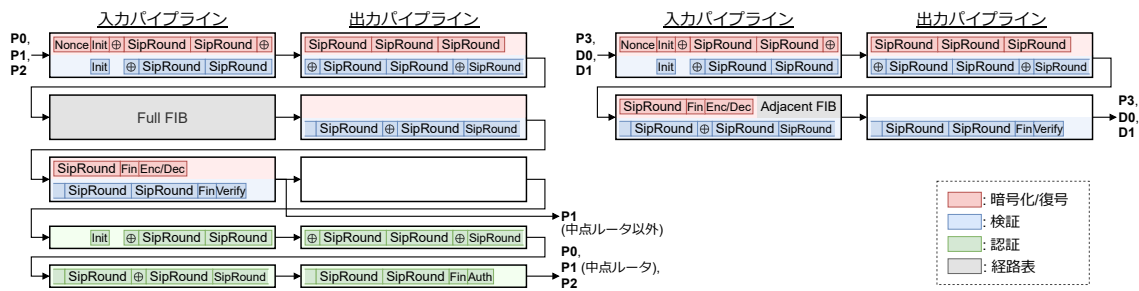 入力パイプライン 出力パイプライン
P0,
P1,
P2
Nonce Init ⊕ SipRound SipRound ⊕
Init ⊕ SipRound SipRound
SipRound SipRound SipRound
⊕ SipRound SipRound ⊕ SipRound
Full FIB
SipRound ⊕ SipRound SipRound
SipRound Fin Enc/Dec
SipRound SipRound Fin Verify
P1
(中点ルータ以外)
Init ⊕ SipRound SipRound
⊕ SipRound SipRound ⊕ SipRound
SipRound ⊕ SipRound SipRound
SipRound SipRound Fin Auth
P0,
P1 (中点ルータ),
P2
入力パイプライン 出力パイプライン
P3,
D0,
D1
Nonce Init ⊕ SipRound SipRound ⊕
Init ⊕ SipRound SipRound
SipRound SipRound SipRound
⊕ SipRound SipRound ⊕ SipRound
SipRound Fin Enc/Dec Adjacent FIB
SipRound ⊕ SipRound SipRound
SipRound SipRound Fin Verify
P3,
D0,
D1
: 暗号化/復号
: 検証
: 認証
: 経路表